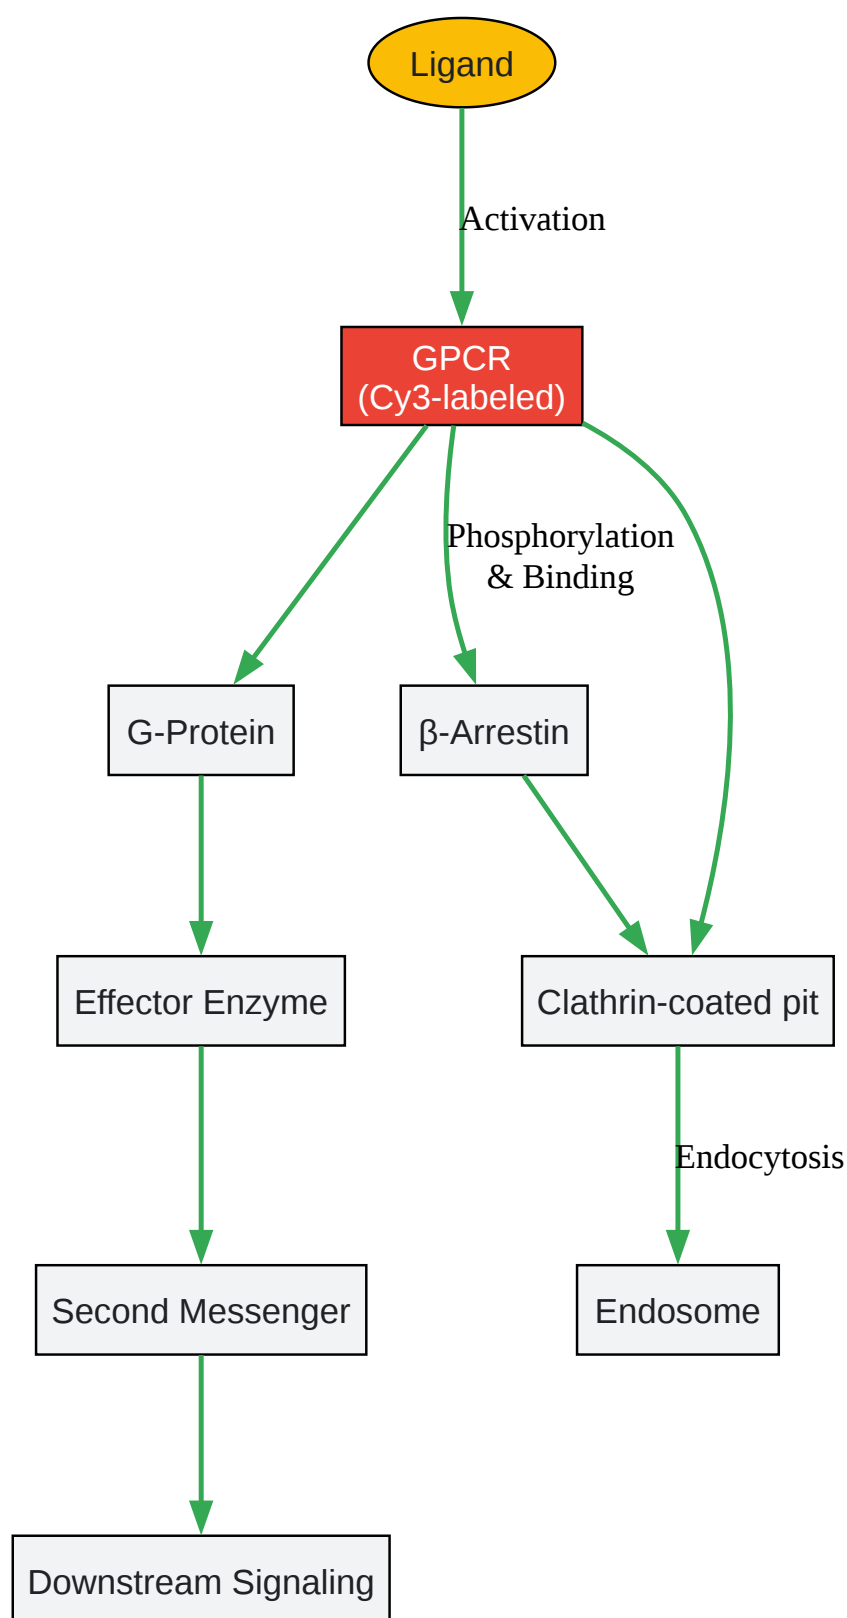 Ligand
Activation
GPCR
(Cy3-labeled)
Phosphorylation
& Binding
G-Protein
β-Arrestin
Effector Enzyme
Clathrin-coated pit
Endocytosis
Second Messenger
Endosome
Downstream Signaling